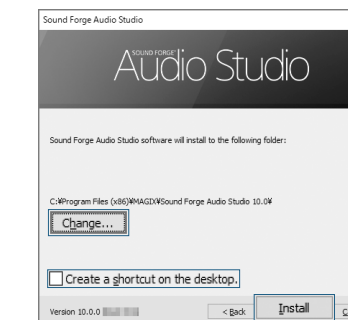 Sound Forge Audio Studio
SOUND FORGE™
Audio Studio
Sound Forge Audio Studio software will install to the following folder:
C:¥Program Files (x86)¥MAGIX¥Sound Forge Audio Studio 10.0¥
Change...
Create a shortcut on the desktop.
Version 10.0.0 < Back Install